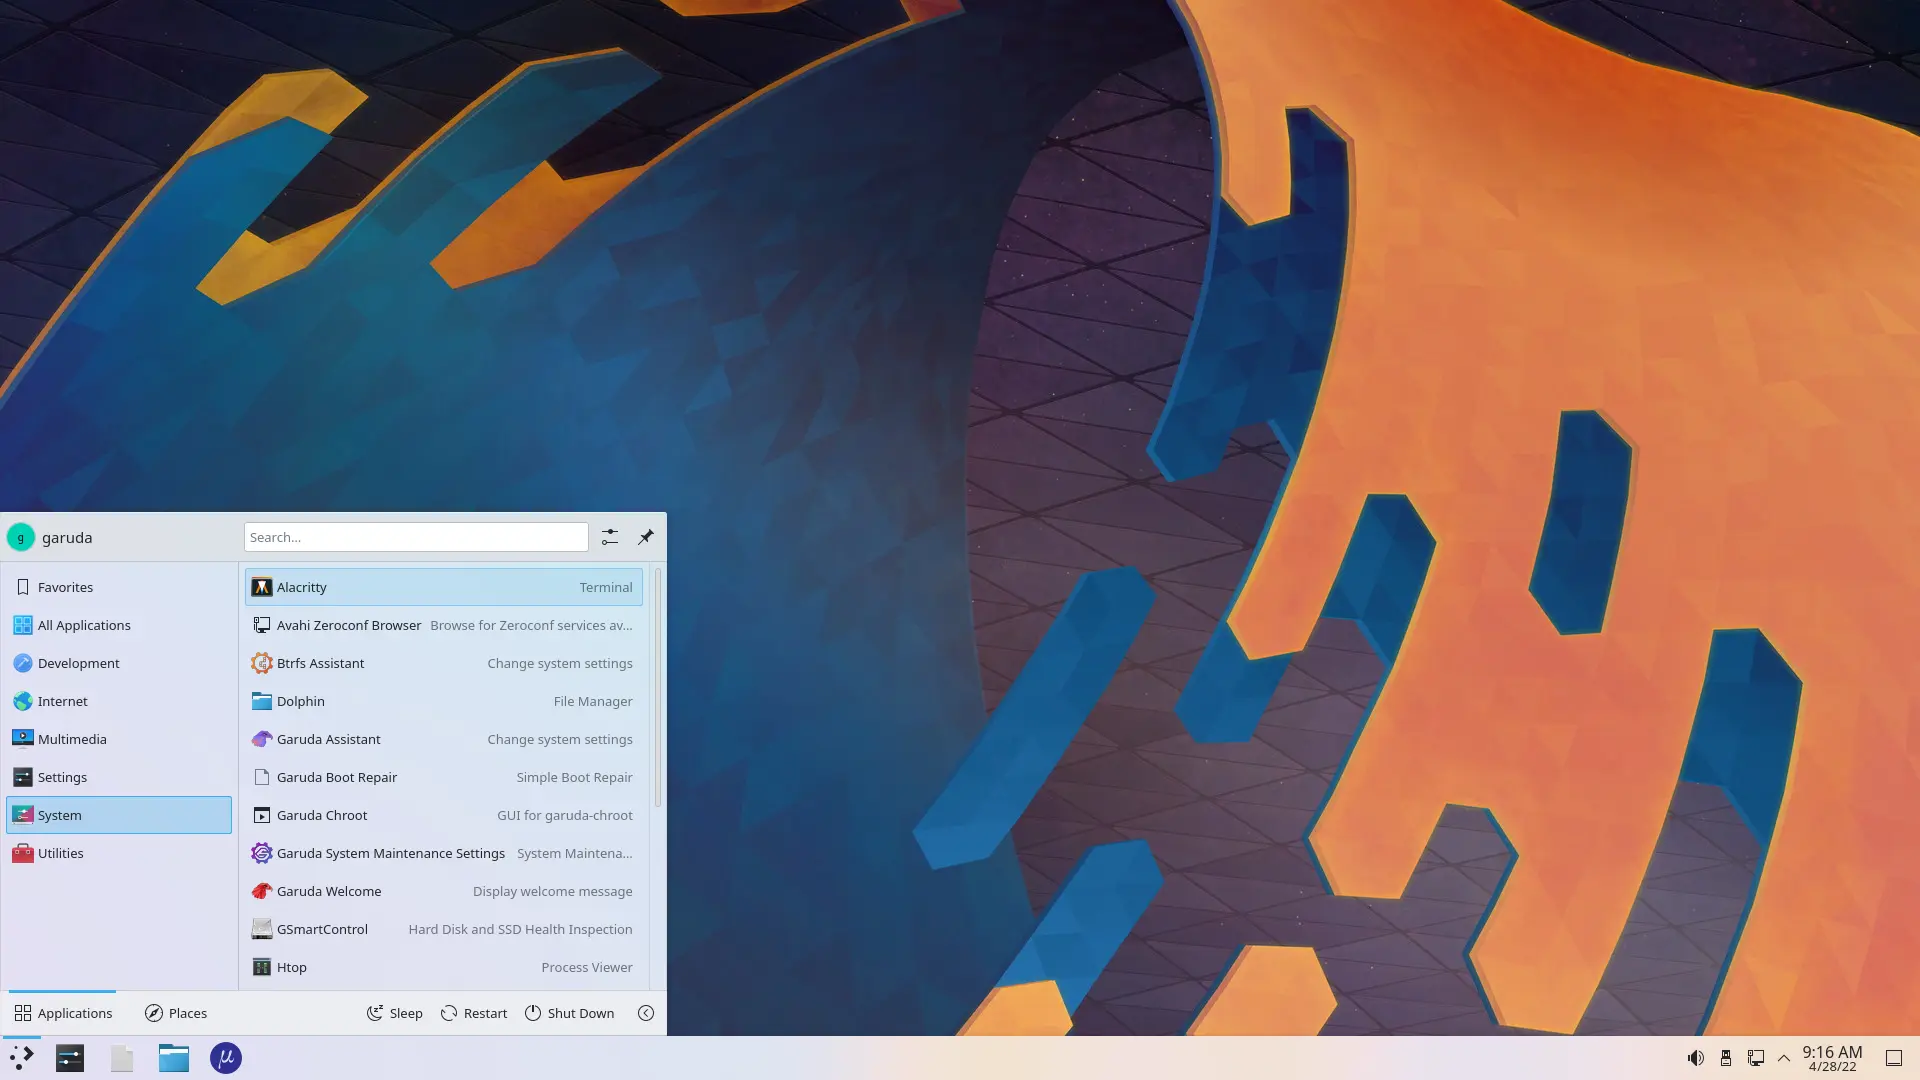 g garuda
Search...
Favorites
All Applications
Development
Internet
Multimedia
Settings
System
Utilities
Alacritty Terminal
Avahi Zeroconf Browser Browse for Zeroconf services av...
Btrfs Assistant Change system settings
Dolphin File Manager
Garuda Assistant Change system settings
Garuda Boot Repair Simple Boot Repair
Garuda Chroot GUI for garuda-chroot
Garuda System Maintenance Settings System Maintena...
Garuda Welcome Display welcome message
GSmartControl Hard Disk and SSD Health Inspection
Htop Process Viewer
Applications Places Sleep Restart Shut Down
μ
9:16 AM
4/28/22